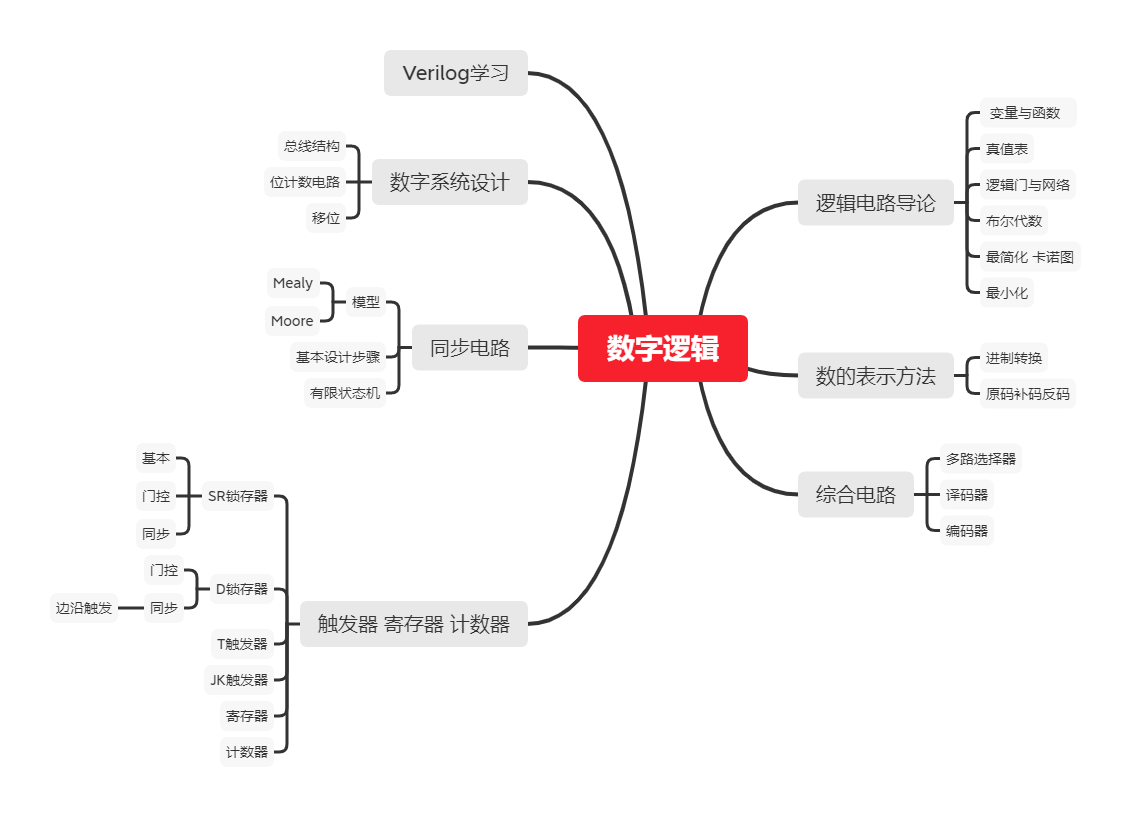 数字逻辑
逻辑电路导论
变量与函数
真值表
逻辑门与网络
布尔代数
最简化 卡诺图
最小化
数的表示方法
进制转换
原码补码反码
综合电路
多路选择器
译码器
编码器
Verilog学习
数字系统设计
总线结构
位计数电路
移位
同步电路
模型
Mealy
Moore
基本设计步骤
有限状态机
触发器 寄存器 计数器
SR锁存器
基本
门控
同步
D锁存器
门控
同步
边沿触发
T触发器
JK触发器
寄存器
计数器